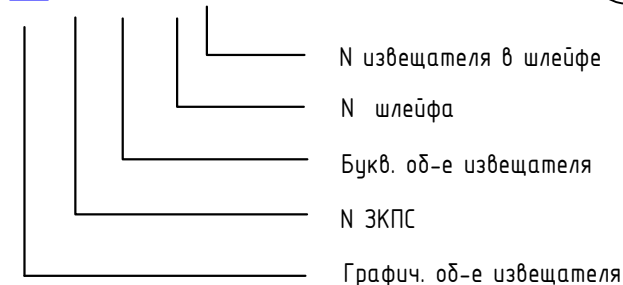 N извещателя в шлейфе
N шлейфа
Букв. об-е извещателя
N ЗКПС
Графич. об-е извещателя